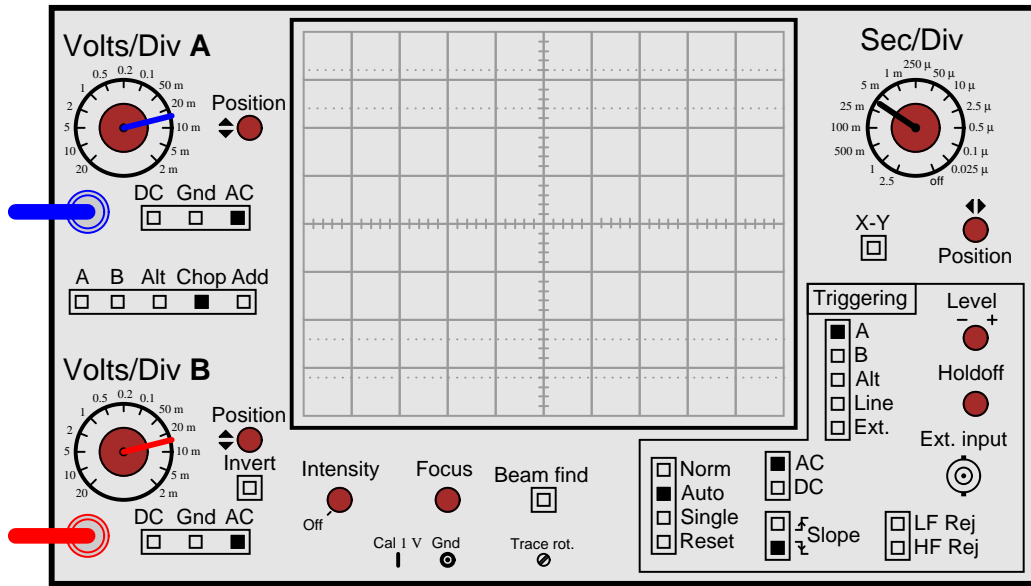 Volts/Div A
0.5 0.2 0.1
1 50 m
2 20 m
5 10 m
10 5 m
20 2 m
Position
DC Gnd AC
A B Alt Chop Add
Volts/Div B
0.5 0.2 0.1
1 50 m
2 20 m
5 10 m
10 5 m
20 2 m
Position
Invert
DC Gnd AC
Intensity
Off
Focus
Beam find
Cal 1 V Gnd
Trace rot.
Sec/Div
250 µ
1 m 50 µ
5 m 10 µ
25 m 2.5 µ
100 m 0.5 µ
500 m 0.1 µ
1 0.025 µ
2.5 off
X-Y
Position
Triggering
A
B
Alt
Line
Ext.
Level
− +
Holdoff
Ext. input
Norm
Auto
Single
Reset
AC
DC
Slope
LF Rej
HF Rej